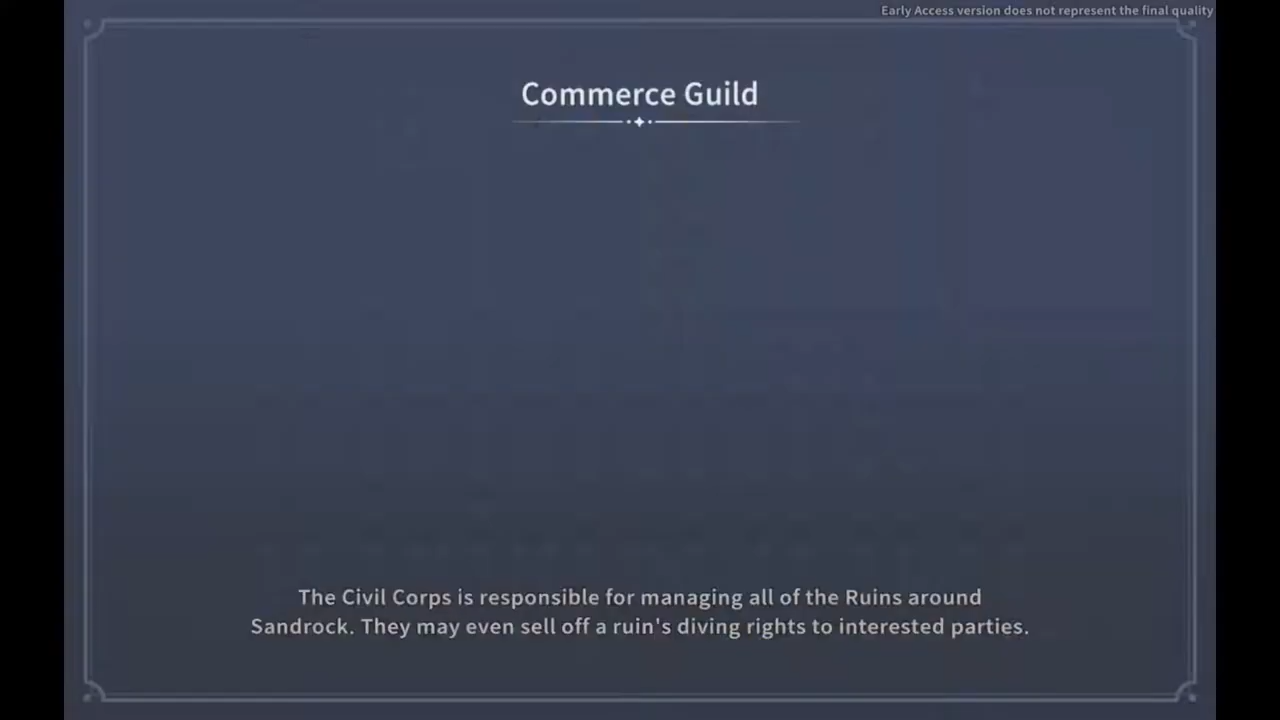 Early Access version does not represent the final quality
Commerce Guild
The Civil Corps is responsible for managing all of the Ruins around
Sandrock. They may even sell off a ruin's diving rights to interested parties.